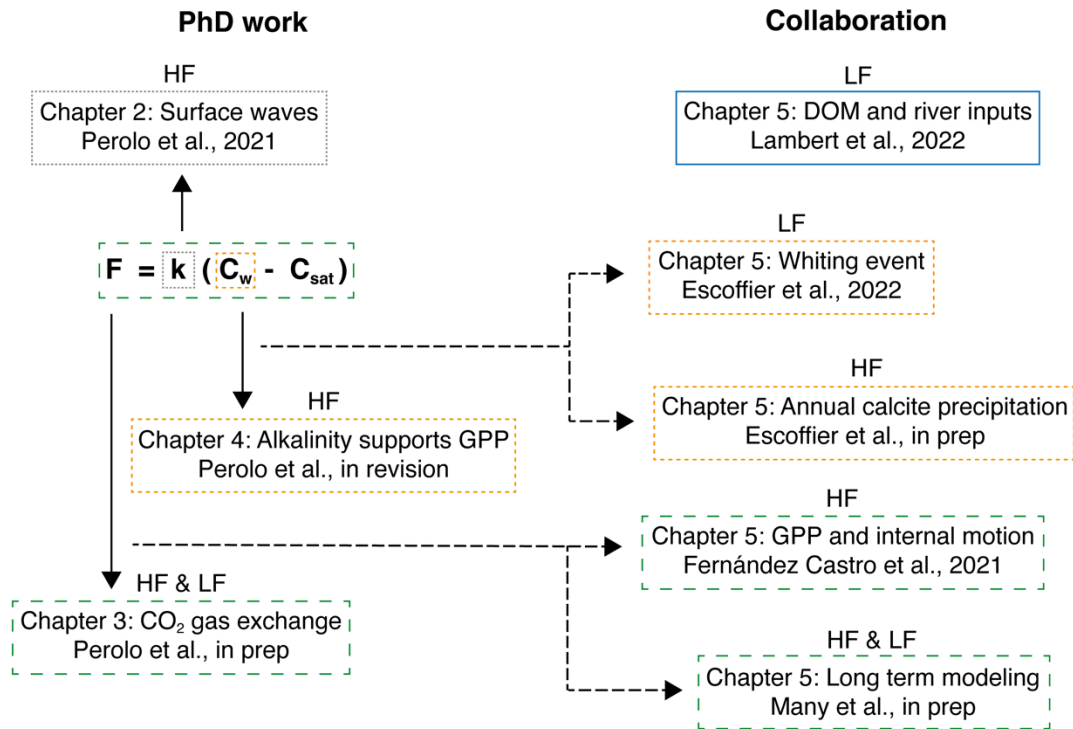 PhD work
HF
Chapter 2: Surface waves
Perolo et al., 2021
F = k ( Cw - Csat)
HF
Chapter 4: Alkalinity supports GPP
Perolo et al., in revision
HF & LF
Chapter 3: CO₂ gas exchange
Perolo et al., in prep
Collaboration
LF
Chapter 5: DOM and river inputs
Lambert et al., 2022
LF
Chapter 5: Whiting event
Escoffier et al., 2022
HF
Chapter 5: Annual calcite precipitation
Escoffier et al., in prep
HF
Chapter 5: GPP and internal motion
Fernández Castro et al., 2021
HF & LF
Chapter 5: Long term modeling
Many et al., in prep